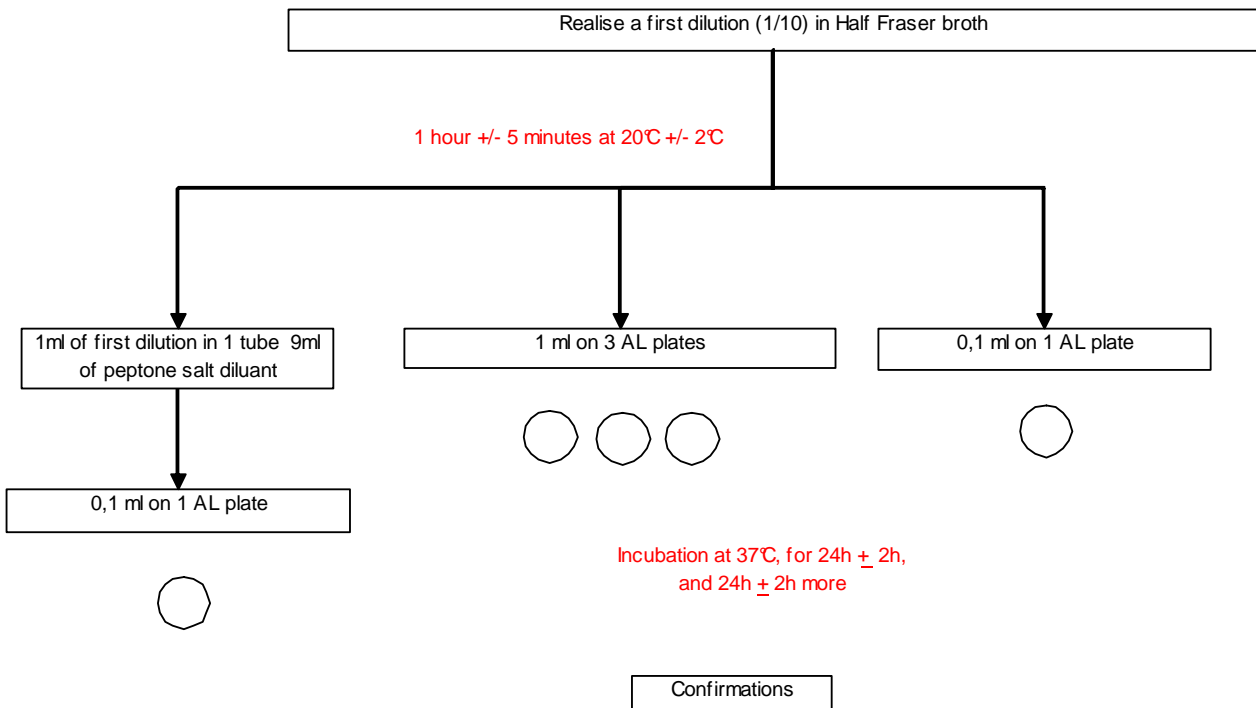 Realise a first dilution (1/10) in Half Fraser broth
1 hour +/- 5 minutes at 20℃ +/- 2℃
1ml of first dilution in 1 tube 9ml
of peptone salt diluant
1 ml on 3 AL plates
0,1 ml on 1 AL plate
0,1 ml on 1 AL plate
Incubation at 37℃, for 24h ± 2h,
and 24h ± 2h more
Confirmations